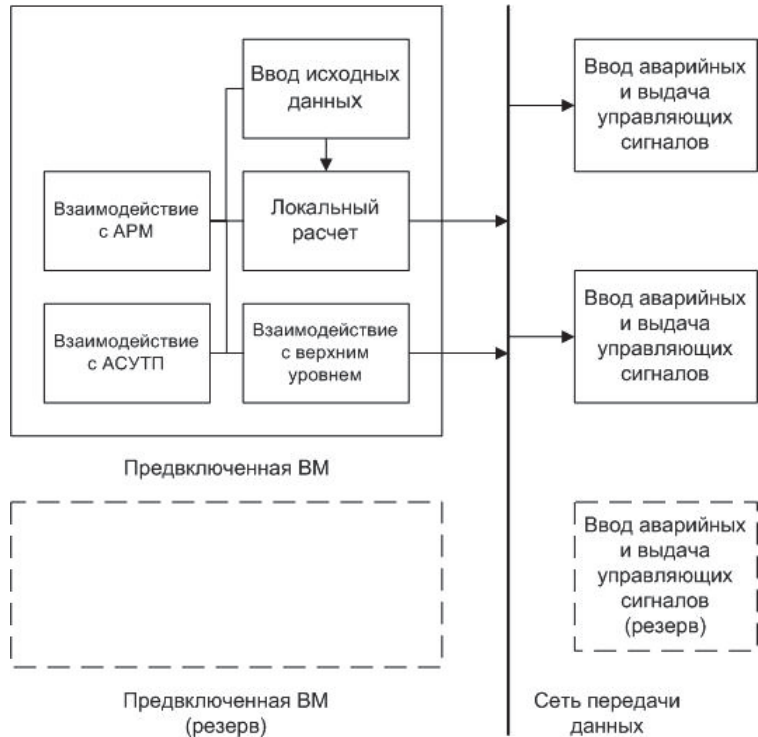 Ввод исходных
данных
Взаимодействие
с АРМ
Локальный
расчет
Взаимодействие
с АСУТП
Взаимодействие
с верхним
уровнем
Предвключенная ВМ
Предвключенная ВМ
(резерв)
Ввод аварийных
и выдача
управляющих
сигналов
Ввод аварийных
и выдача
управляющих
сигналов
Ввод аварийных
и выдача
управляющих
сигналов
(резерв)
Сеть передачи
данных